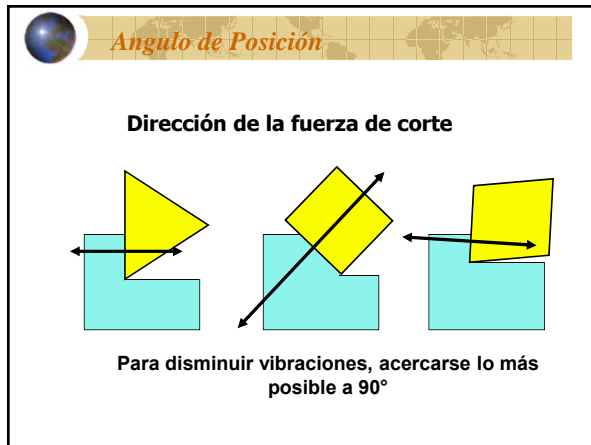 Angulo de Posición
Dirección de la fuerza de corte
Para disminuir vibraciones, acercarse lo más
posible a 90°